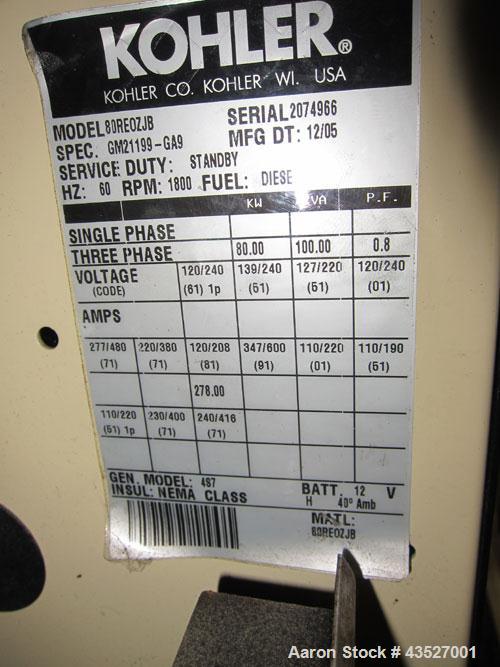 KOHLER®
KOHLER CO. KOHLER WI. USA
MODEL 80REOZJB SERIAL 2074966
SPEC. GM21199-GA9 MFG DT: 12/05
SERVICE DUTY: STANDBY
HZ: 60 RPM: 1800 FUEL: DIESE
KW KVA P.F.
SINGLE PHASE
THREE PHASE 80.00 100.00 0.8
VOLTAGE 120/240 139/240 127/220 120/240
(CODE) (61) 1p (51) (51) (01)
AMPS
277/480 220/380 120/208 347/600 110/220 110/190
(71) (71) (81) (91) (01) (51)
278.00
110/220 230/400 240/416
(51) 1p (71) (71)
GEN. MODEL: 4S7 BATT. 12 V
INSUL: NEMA CLASS H 40° Amb
MATL:
80REOZJB
Aaron Stock # 43527001